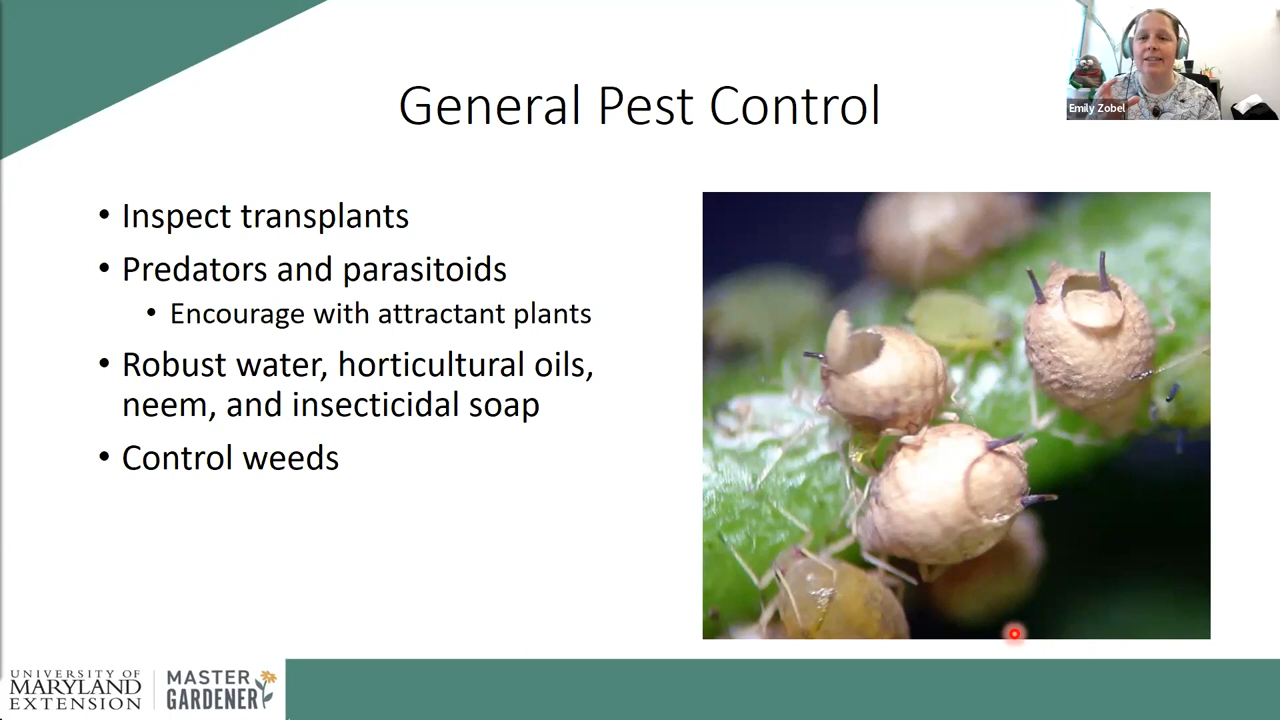 General Pest Control
Emily Zobel
• Inspect transplants
• Predators and parasitoids
• Encourage with attractant plants
• Robust water, horticultural oils,
neem, and insecticidal soap
• Control weeds
UNIVERSITY OF
MARYLAND
EXTENSION
MASTER
GARDENER